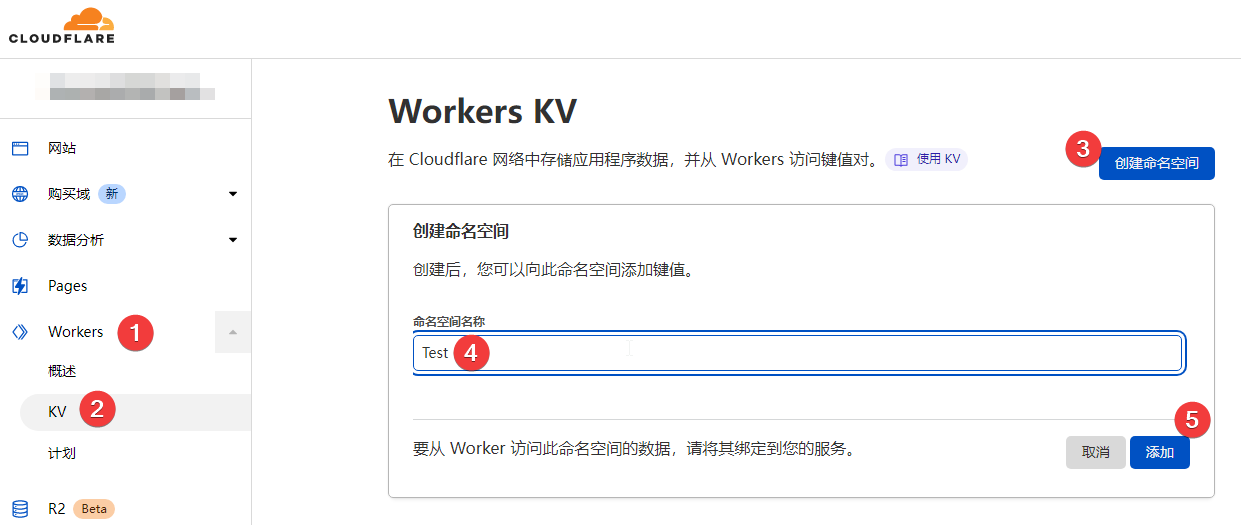 CLOUDFLARE
网站
购买域 新
数据分析
Pages
Workers 1
概述
KV 2
计划
R2 Beta
Workers KV
在 Cloudflare 网络中存储应用程序数据，并从 Workers 访问键值对。 使用 KV
3 创建命名空间
创建命名空间
创建后，您可以向此命名空间添加键值。
命名空间名称
Test 4
5
要从 Worker 访问此命名空间的数据，请将其绑定到您的服务。 取消 添加